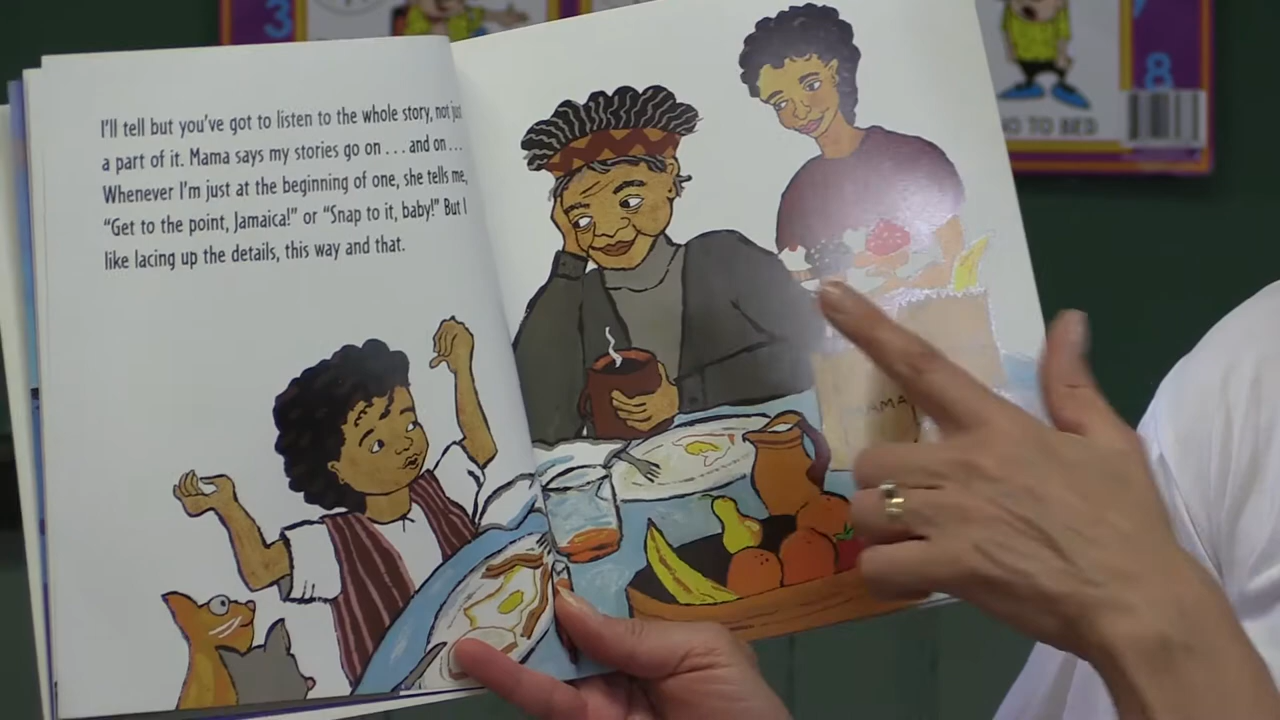 3
8
GO TO BED
I'll tell but you've got to listen to the whole story, not just
a part of it. Mama says my stories go on . . . and on . . .
Whenever I'm just at the beginning of one, she tells me,
"Get to the point, Jamaica!" or "Snap to it, baby!" But I
like lacing up the details, this way and that.